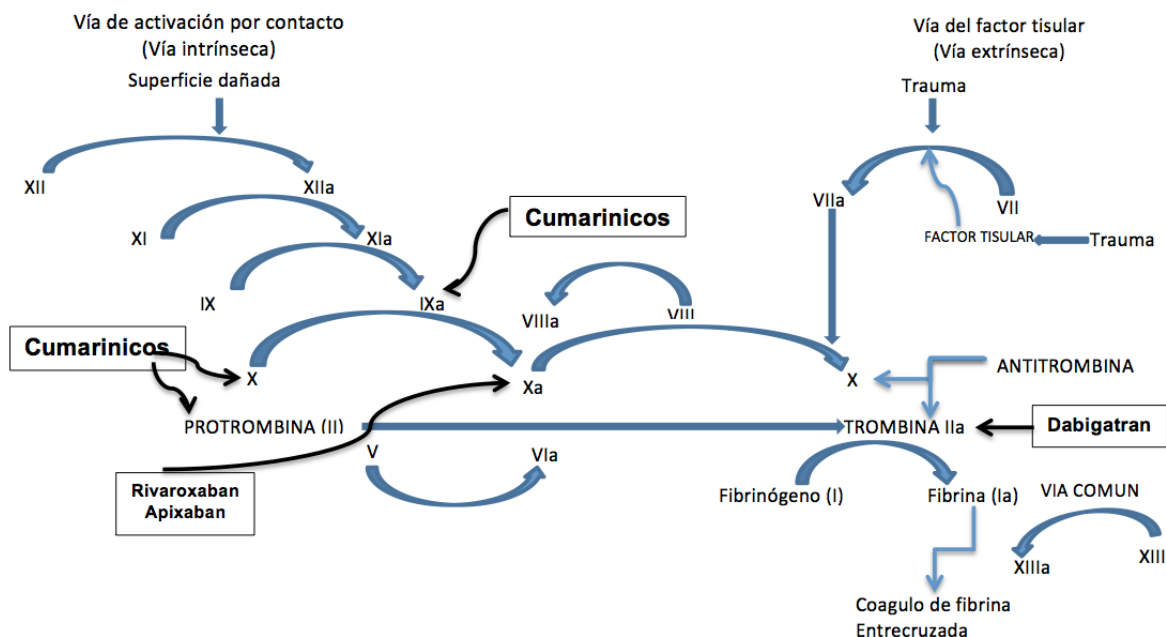 Vía de activación por contacto
(Vía intrínseca)
Superficie dañada
Vía del factor tisular
(Vía extrínseca)
Trauma
XII
XIIa
VIIa
VII
XI
XIa
Cumarinicos
FACTOR TISULAR
Trauma
IX
IXa
VIIIa
VIII
Cumarinicos
X
Xa
X
ANTITROMBINA
PROTROMBINA (II)
TROMBINA IIa
Dabigatran
V
VIa
Rivaroxaban
Apixaban
Fibrinógeno (I)
Fibrina (Ia)
VIA COMUN
XIIIa
XIII
Coagulo de fibrina
Entrecruzada